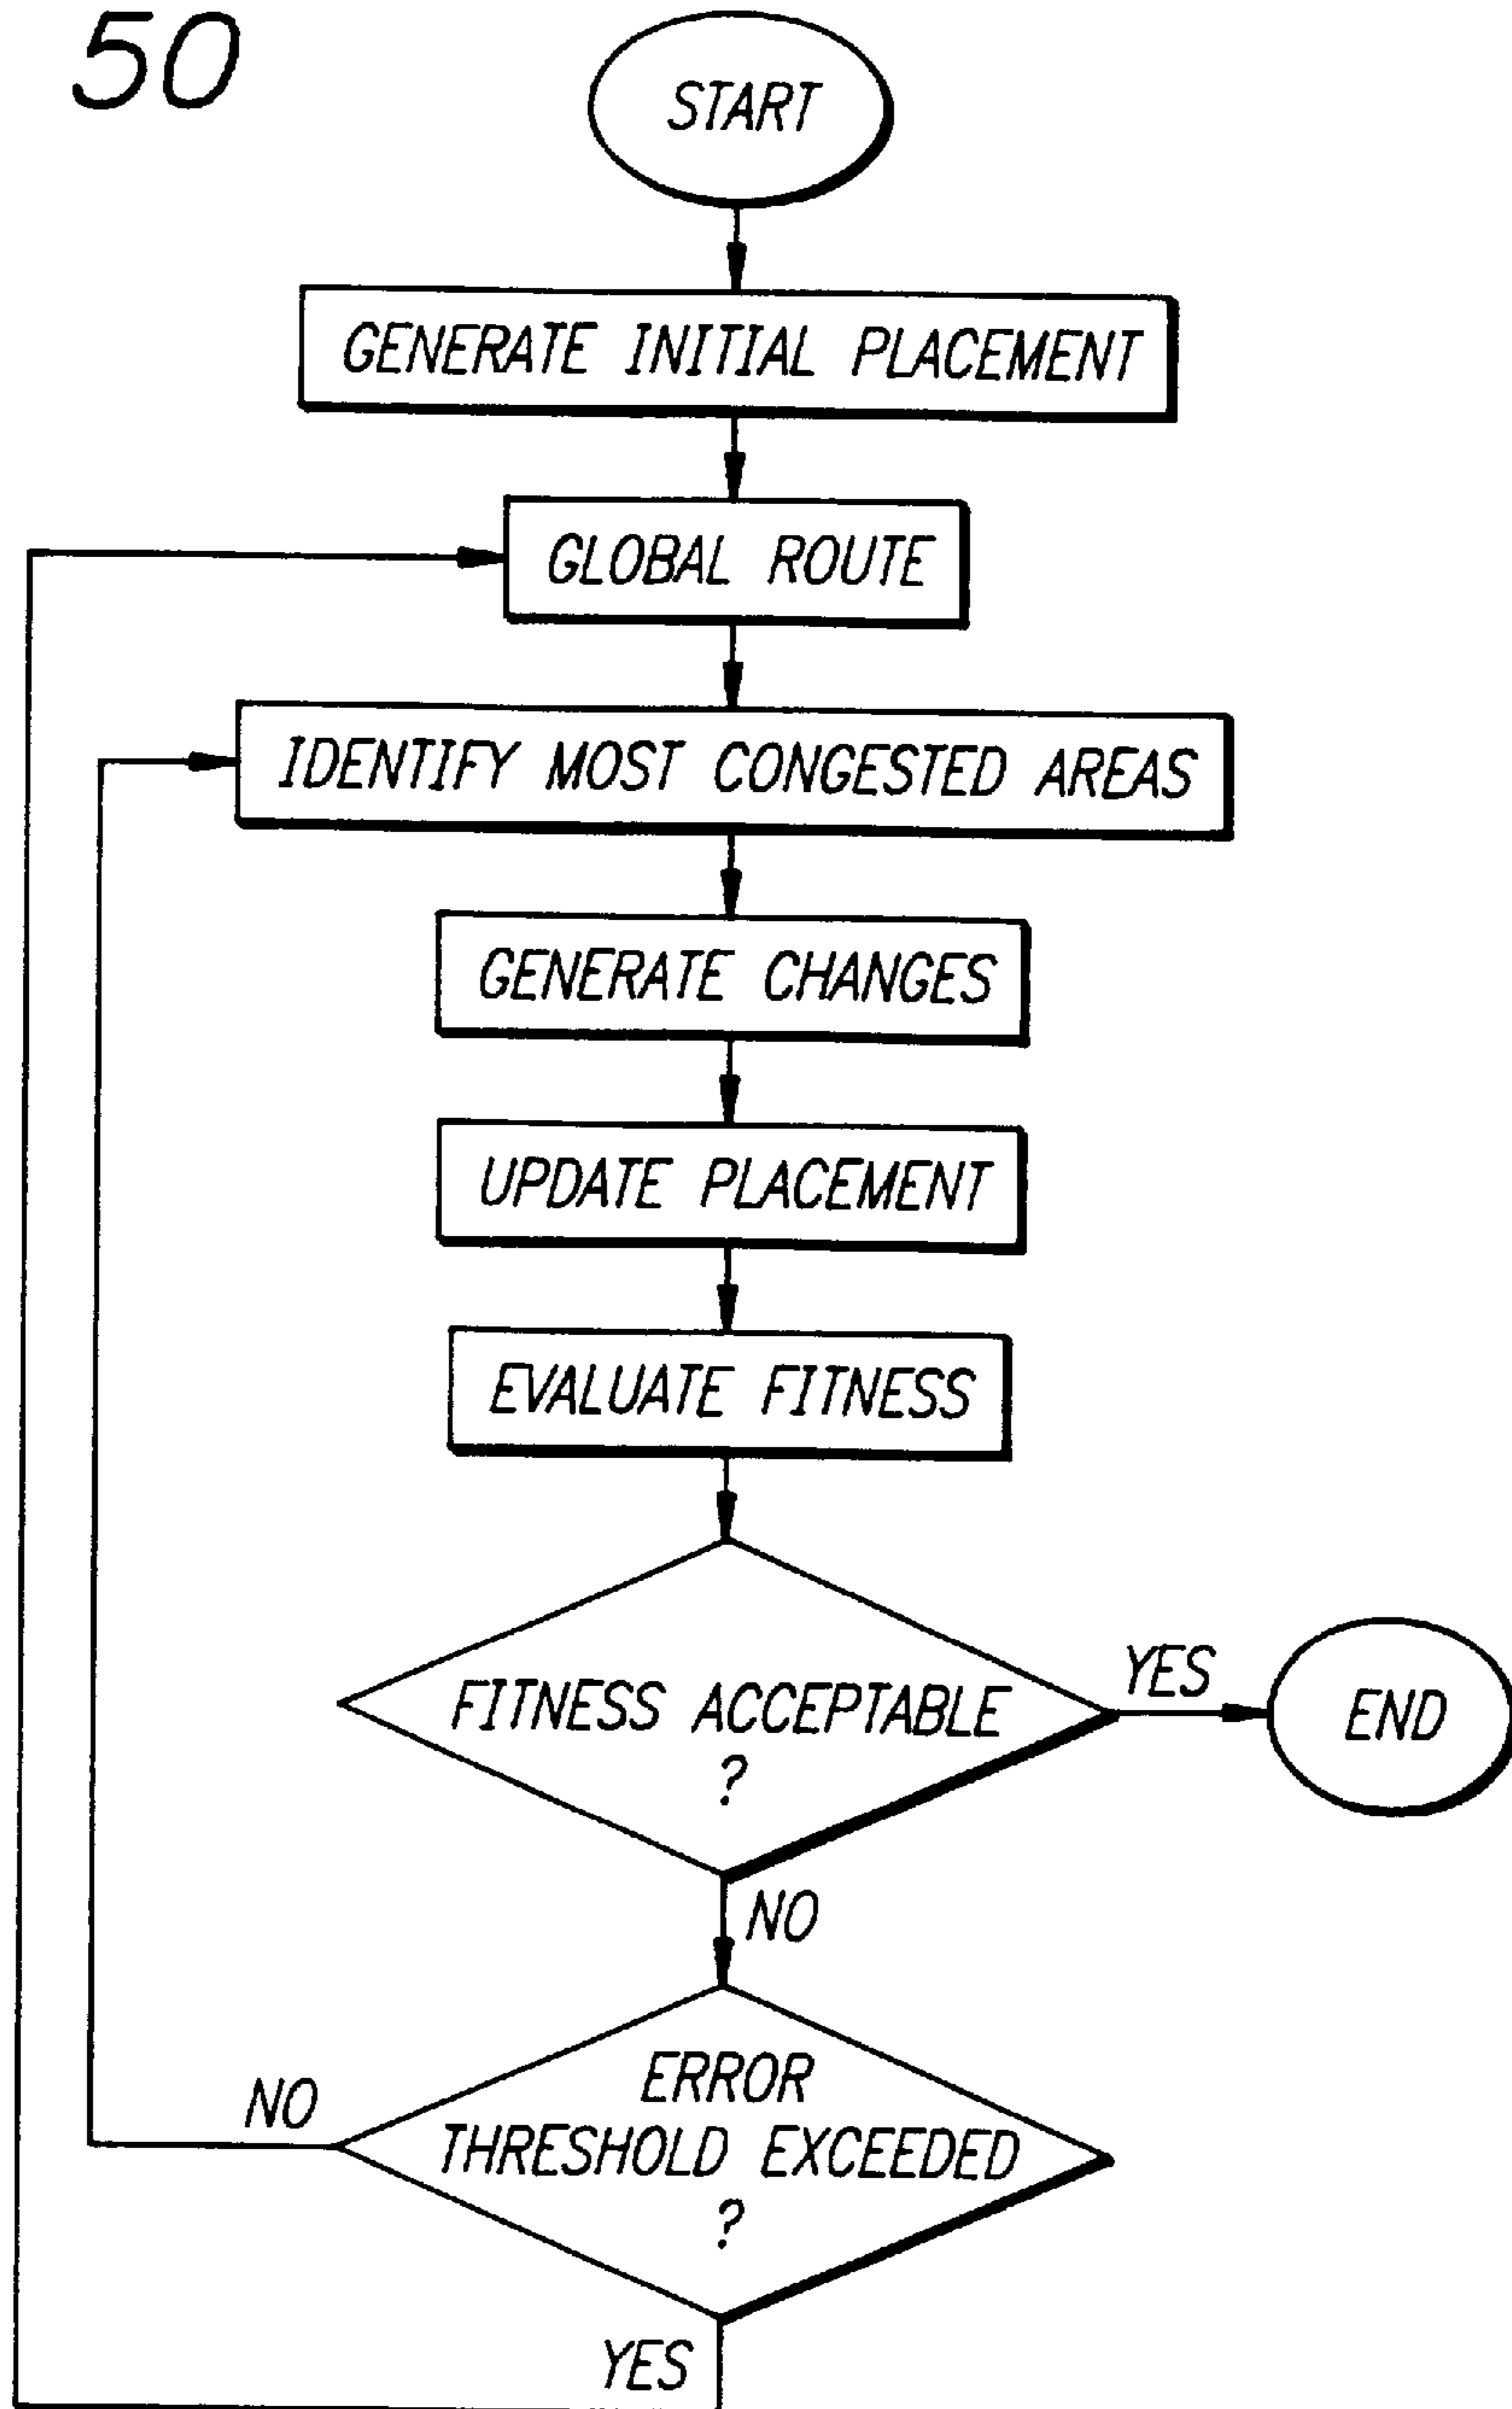 50
START
GENERATE INITIAL PLACEMENT
GLOBAL ROUTE
IDENTIFY MOST CONGESTED AREAS
GENERATE CHANGES
UPDATE PLACEMENT
EVALUATE FITNESS
FITNESS ACCEPTABLE
?
YES
END
NO
ERROR
THRESHOLD EXCEEDED
?
NO
YES